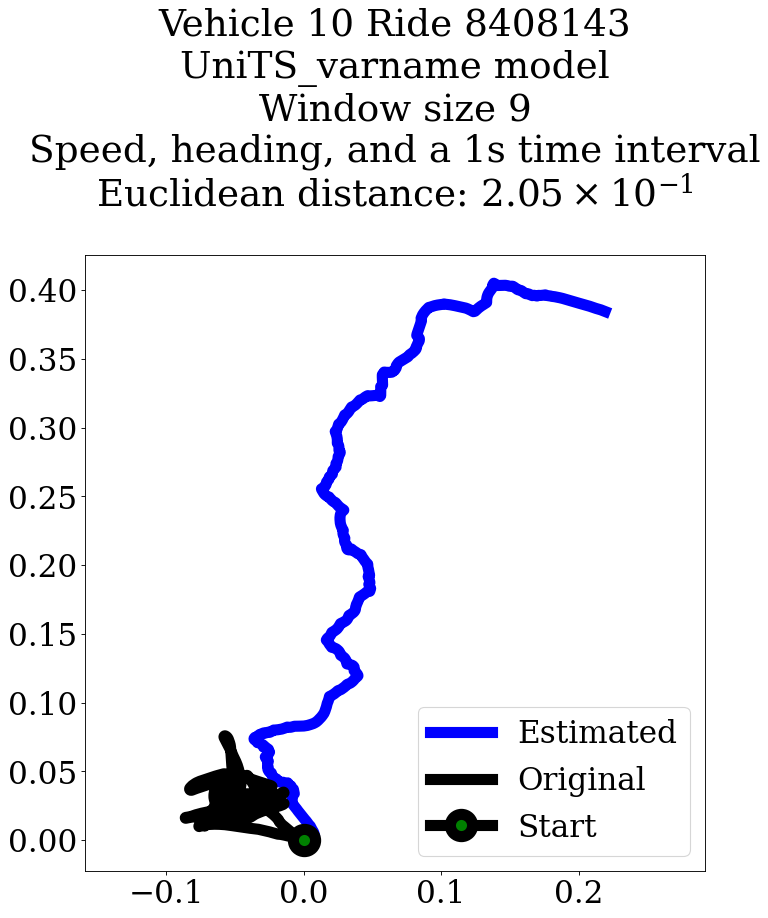 Vehicle 10 Ride 8408143
UniTS_varname model
Window size 9
Speed, heading, and a 1s time interval
Euclidean distance: 2.05 × 10⁻¹
0.40
0.35
0.30
0.25
0.20
0.15
0.10
0.05
0.00
Estimated
Original
Start
−0.1 0.0 0.1 0.2